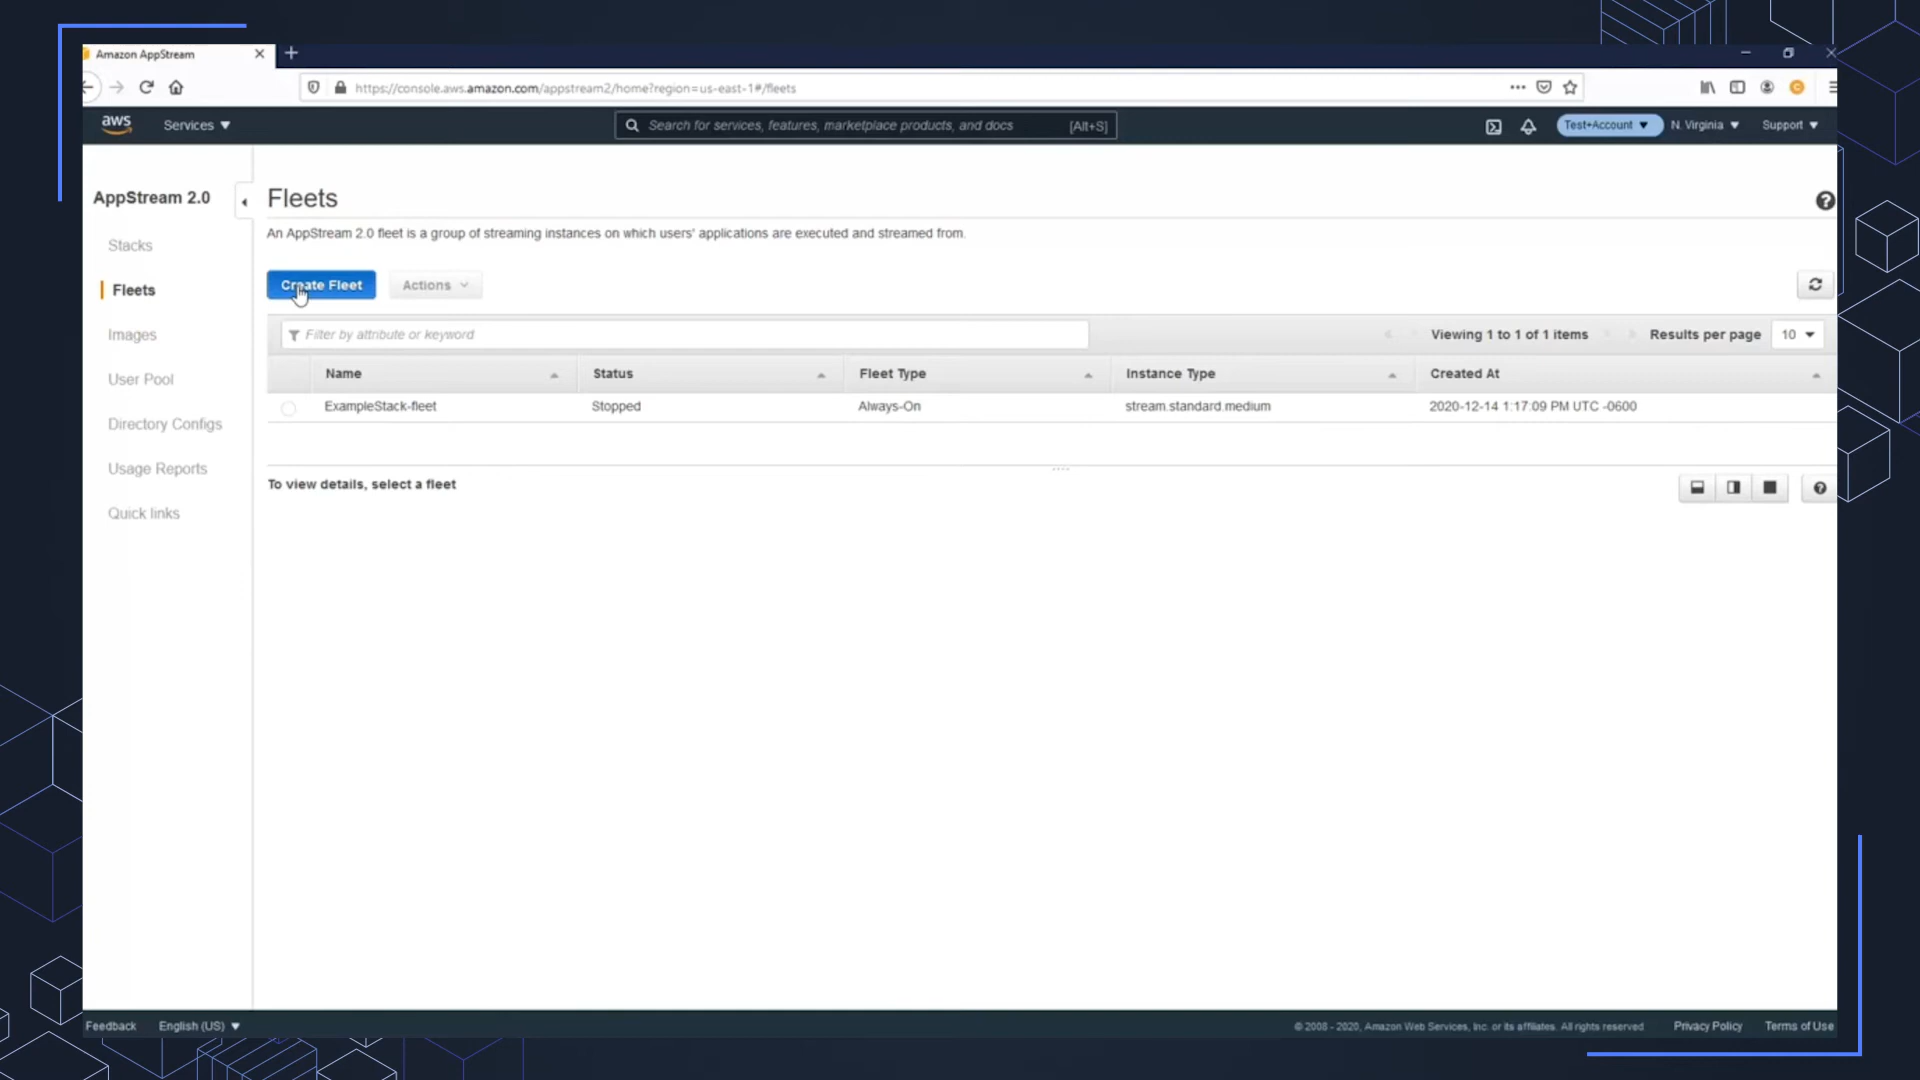 Amazon AppStream
https://console.aws.amazon.com/appstream2/home?region=us-east-1#/fleets
aws
Services
Search for services, features, marketplace products, and docs
[Alt+S]
Test+Account
N. Virginia
Support
AppStream 2.0
Stacks
Fleets
Images
User Pool
Directory Configs
Usage Reports
Quick links
Fleets
An AppStream 2.0 fleet is a group of streaming instances on which users' applications are executed and streamed from.
Create Fleet
Actions
Filter by attribute or keyword
Viewing 1 to 1 of 1 items
Results per page
10
Name Status Fleet Type Instance Type Created At
ExampleStack-fleet Stopped Always-On stream.standard.medium 2020-12-14 1:17:09 PM UTC -0600
To view details, select a fleet
Feedback
English (US)
© 2008 - 2020, Amazon Web Services, Inc. or its affiliates. All rights reserved
Privacy Policy
Terms of Use